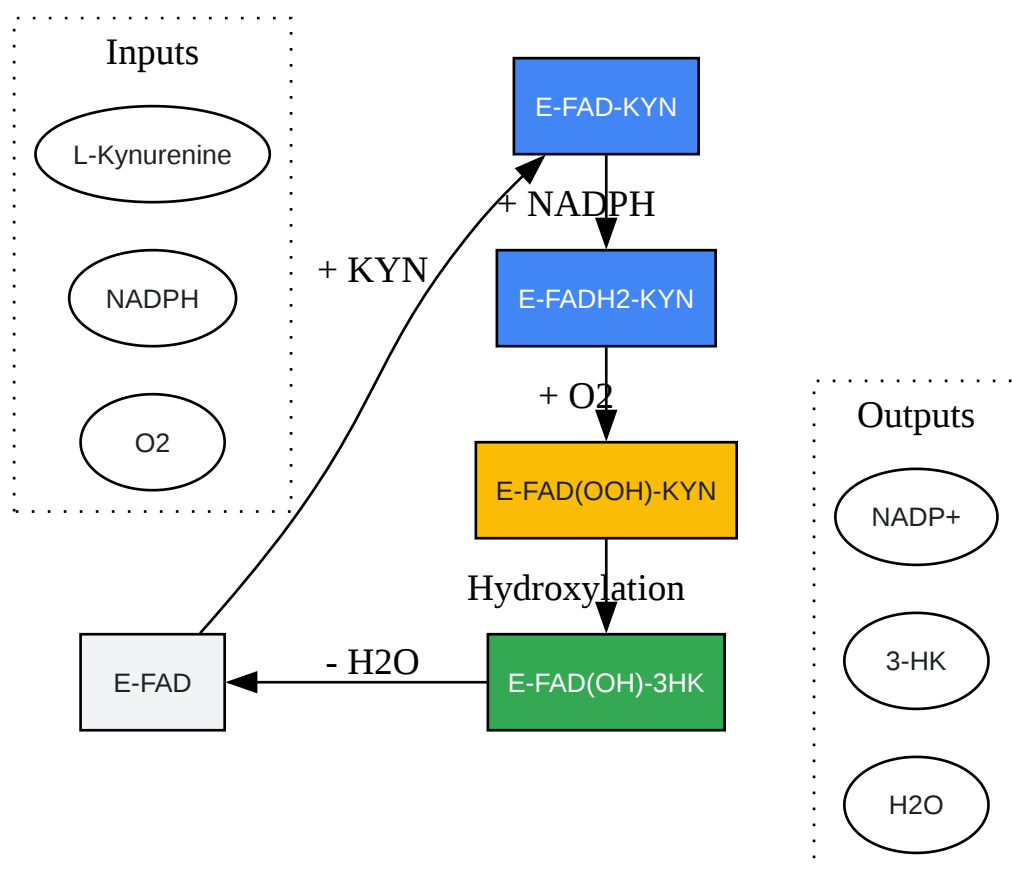 Inputs
L-Kynurenine
NADPH
O2
E-FAD-KYN
+ NADPH
+ KYN
E-FADH2-KYN
+ O2
E-FAD(OOH)-KYN
Hydroxylation
E-FAD
- H2O
E-FAD(OH)-3HK
Outputs
NADP+
3-HK
H2O